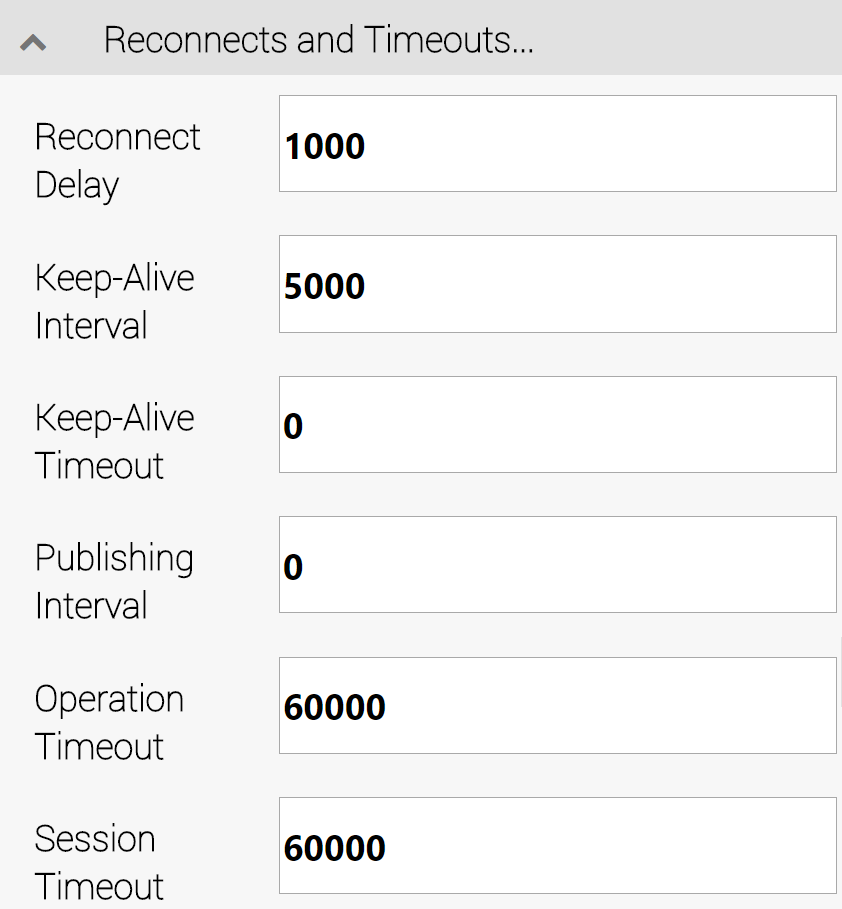 Reconnects and Timeouts...
Reconnect
Delay
1000
Keep-Alive
Interval
5000
Keep-Alive
Timeout
0
Publishing
Interval
0
Operation
Timeout
60000
Session
Timeout
60000